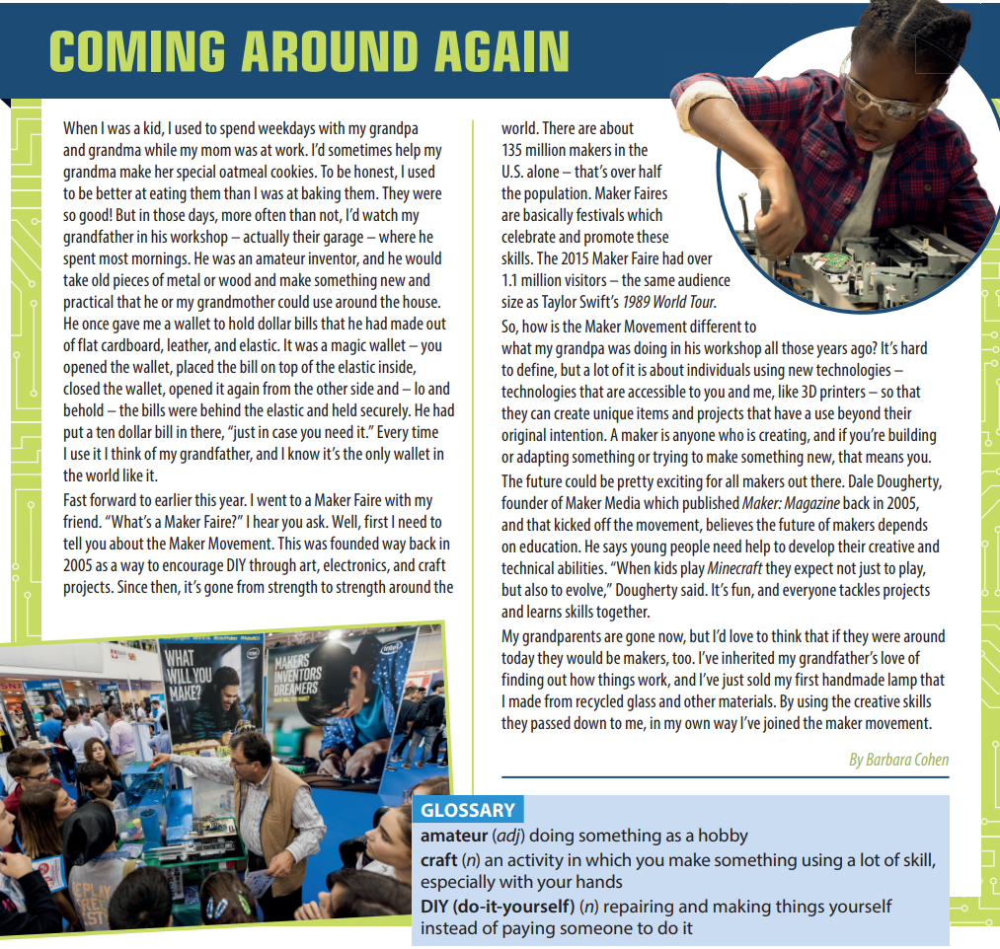 COMING AROUND AGAIN
When I was a kid, I used to spend weekdays with my grandpa
and grandma while my mom was at work. I'd sometimes help my
grandma make her special oatmeal cookies. To be honest, I used
to be better at eating them than I was at baking them. They were
so good! But in those days, more often than not, I'd watch my
grandfather in his workshop – actually their garage – where he
spent most mornings. He was an amateur inventor, and he would
take old pieces of metal or wood and make something new and
practical that he or my grandmother could use around the house.
He once gave me a wallet to hold dollar bills that he had made out
of flat cardboard, leather, and elastic. It was a magic wallet – you
opened the wallet, placed the bill on top of the elastic inside,
closed the wallet, opened it again from the other side and – lo and
behold – the bills were behind the elastic and held securely. He had
put a ten dollar bill in there, "just in case you need it." Every time
I use it I think of my grandfather, and I know it's the only wallet in
the world like it.
Fast forward to earlier this year. I went to a Maker Faire with my
friend. "What's a Maker Faire?" I hear you ask. Well, first I need to
tell you about the Maker Movement. This was founded way back in
2005 as a way to encourage DIY through art, electronics, and craft
projects. Since then, it's gone from strength to strength around the
world. There are about
135 million makers in the
U.S. alone – that's over half
the population. Maker Faires
are basically festivals which
celebrate and promote these
skills. The 2015 Maker Faire had over
1.1 million visitors – the same audience
size as Taylor Swift's 1989 World Tour.
So, how is the Maker Movement different to
what my grandpa was doing in his workshop all those years ago? It's hard
to define, but a lot of it is about individuals using new technologies –
technologies that are accessible to you and me, like 3D printers – so that
they can create unique items and projects that have a use beyond their
original intention. A maker is anyone who is creating, and if you're building
or adapting something or trying to make something new, that means you.
The future could be pretty exciting for all makers out there. Dale Dougherty,
founder of Maker Media which published Maker: Magazine back in 2005,
and that kicked off the movement, believes the future of makers depends
on education. He says young people need help to develop their creative and
technical abilities. "When kids play Minecraft they expect not just to play,
but also to evolve," Dougherty said. It's fun, and everyone tackles projects
and learns skills together.
My grandparents are gone now, but I'd love to think that if they were around
today they would be makers, too. I've inherited my grandfather's love of
finding out how things work, and I've just sold my first handmade lamp that
I made from recycled glass and other materials. By using the creative skills
they passed down to me, in my own way I've joined the maker movement.
By Barbara Cohen
WHAT
WILL YOU
MAKE?
intel
MAKERS
INVENTORS
DREAMERS
intel
GLOSSARY
amateur (adj) doing something as a hobby
craft (n) an activity in which you make something using a lot of skill,
especially with your hands
DIY (do-it-yourself) (n) repairing and making things yourself
instead of paying someone to do it